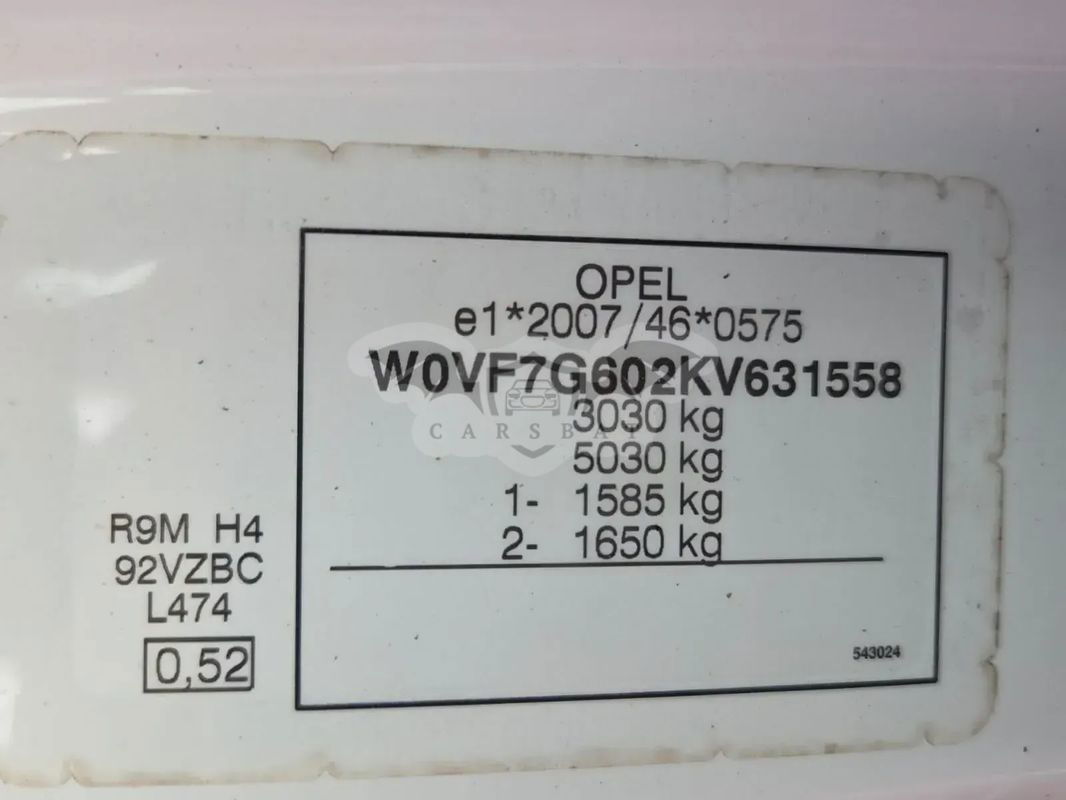 OPEL
e1*2007/46*0575
W0VF7G602KV631558
3030 kg
CARSBAY
5030 kg
1- 1585 kg
2- 1650 kg
R9M H4
92VZBC
L474
0,52
543024